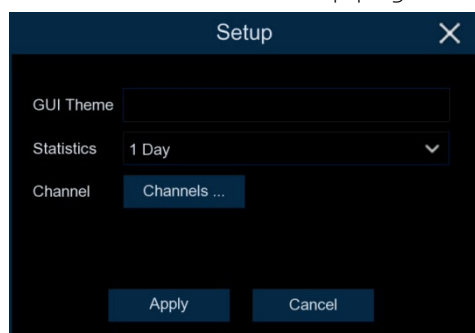 Setup
GUI Theme
Statistics 1 Day
Channel Channels ...
Apply Cancel